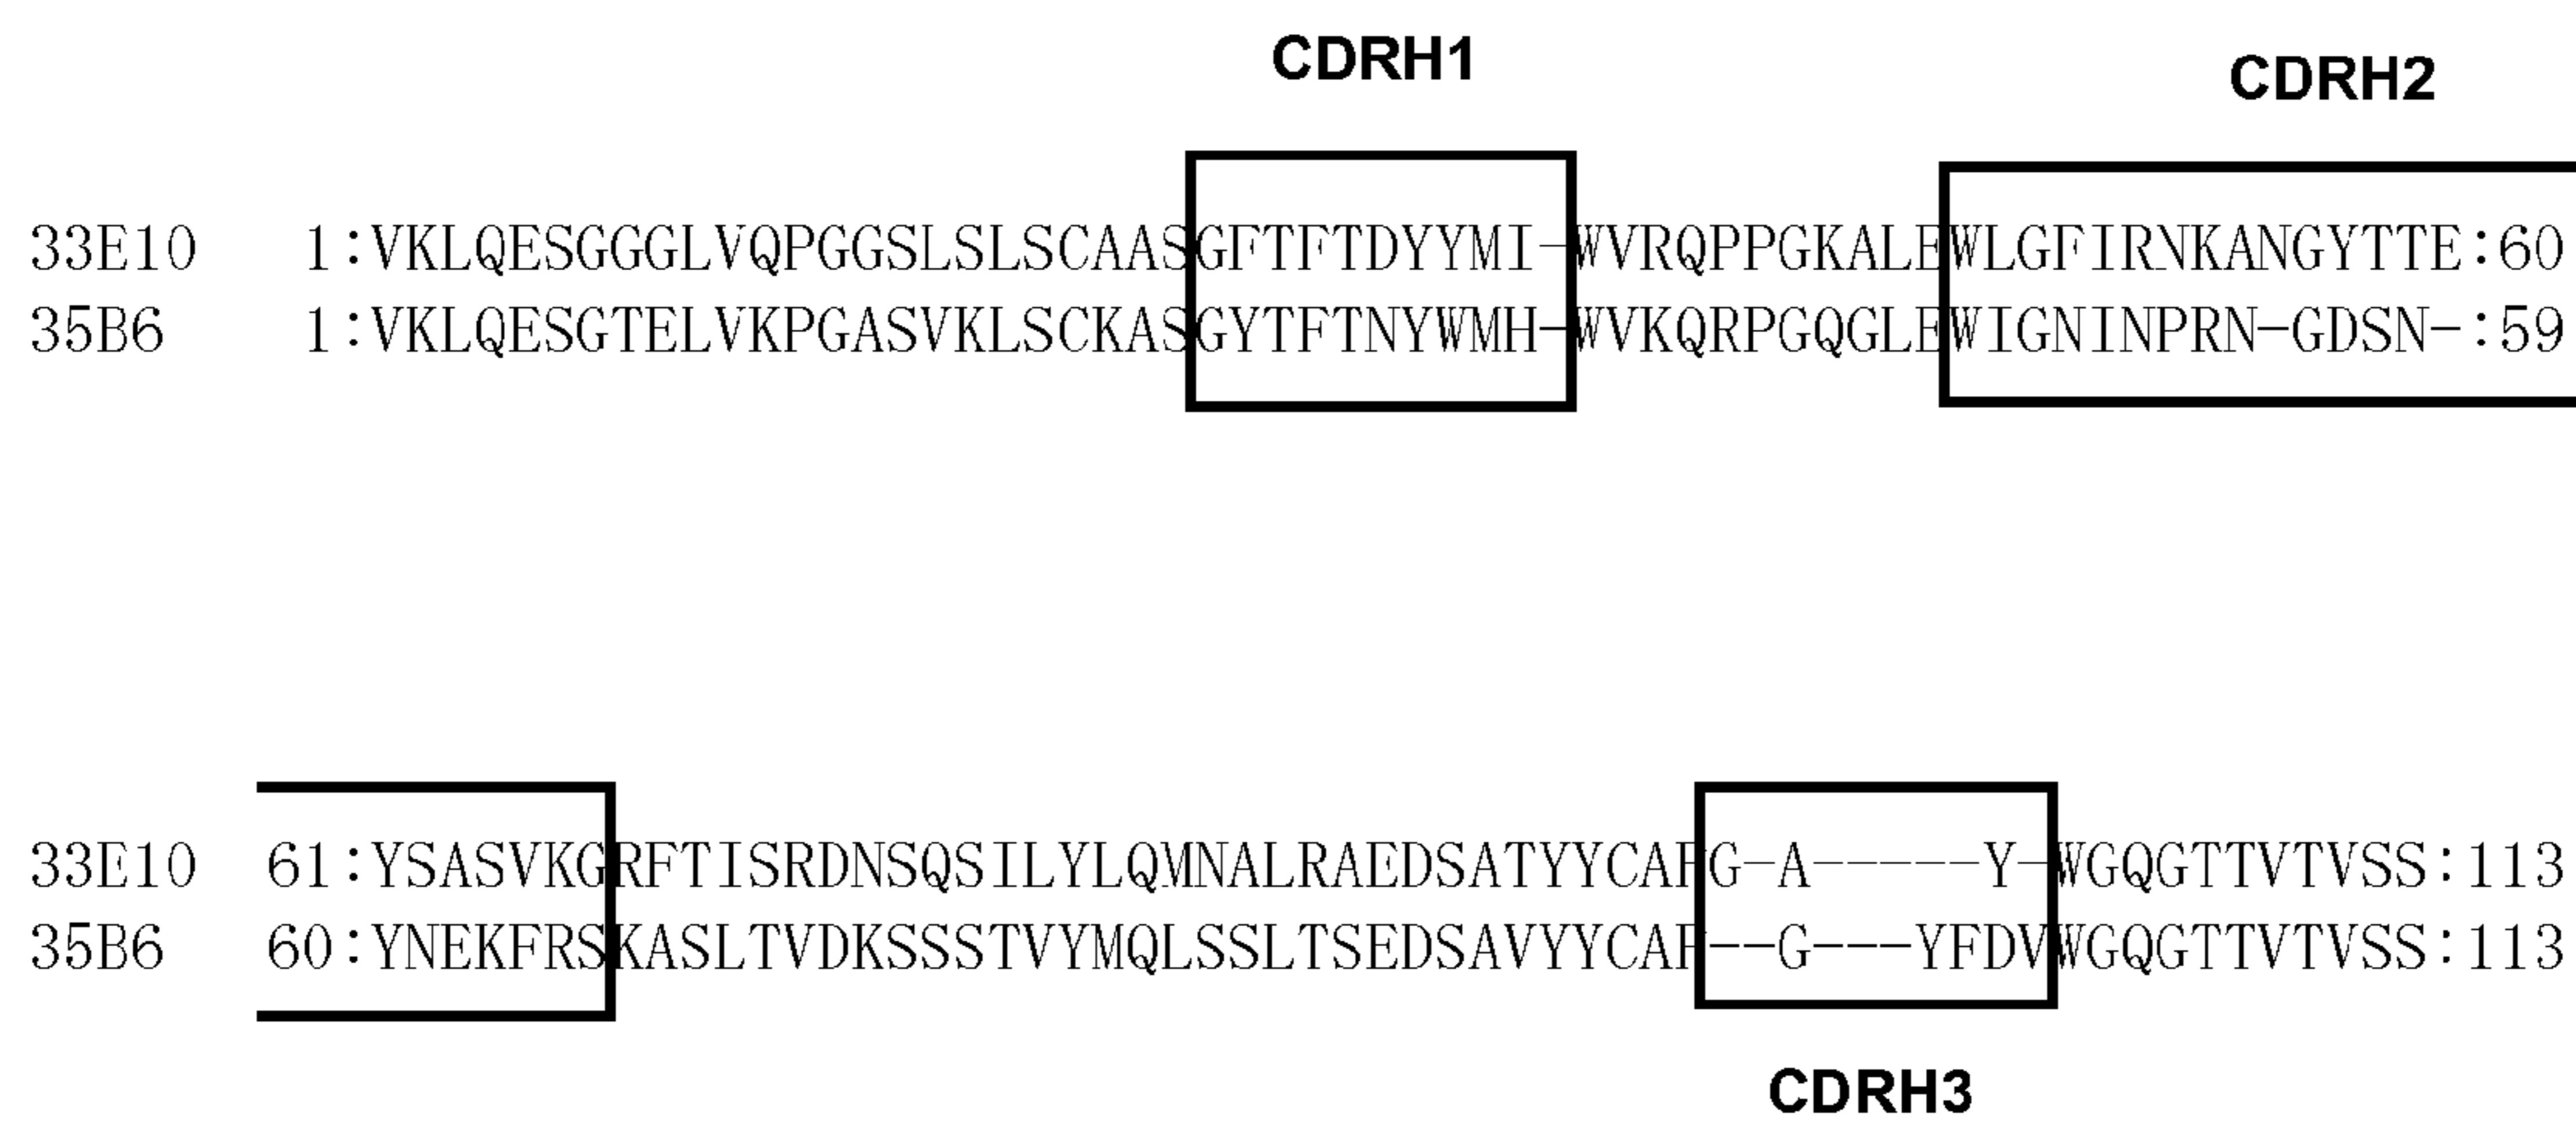 CDRH1
CDRH2
33E10 1:VKLQESGGGLVQPGGSLSLSCAASGFTFTDYYMI-WVRQPPGKALEWLGFIRNKANGYTTE:60
35B6 1:VKLQESGTELVKPGASVKLSCKASGYTFTNYWMH-WVKQRPGQGLEWIGNINPRN-GDSN-:59
33E10 61:YSASVKGRFTISRDNSQSILYLQMNALRAEDSATYYCARG-A-----Y-WGQGTTVTVSS:113
35B6 60:YNEKFRSKASLTVDKSSSTVYMQLSSLTSEDSAVYYCAR--G---YFDVWGQGTTVTVSS:113
CDRH3